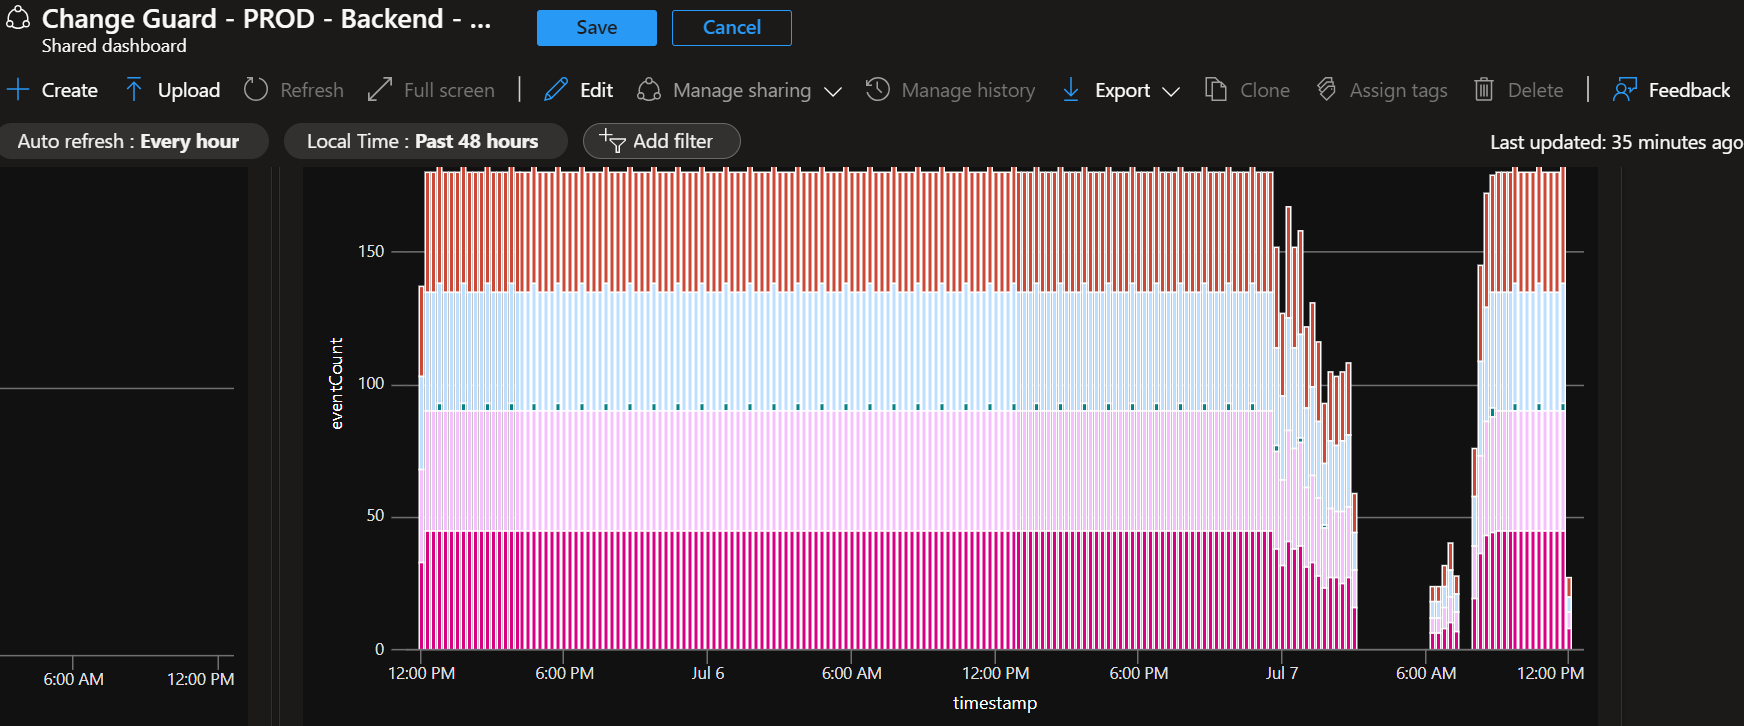 Change Guard - PROD - Backend - ...
Save
Cancel
Shared dashboard
Create
Upload
Refresh
Full screen
Edit
Manage sharing
Manage history
Export
Clone
Assign tags
Delete
Feedback
Auto refresh : Every hour
Local Time : Past 48 hours
Add filter
Last updated: 35 minutes ago
6:00 AM
12:00 PM
eventCount
150
100
50
0
12:00 PM
6:00 PM
Jul 6
6:00 AM
12:00 PM
6:00 PM
Jul 7
6:00 AM
12:00 PM
timestamp